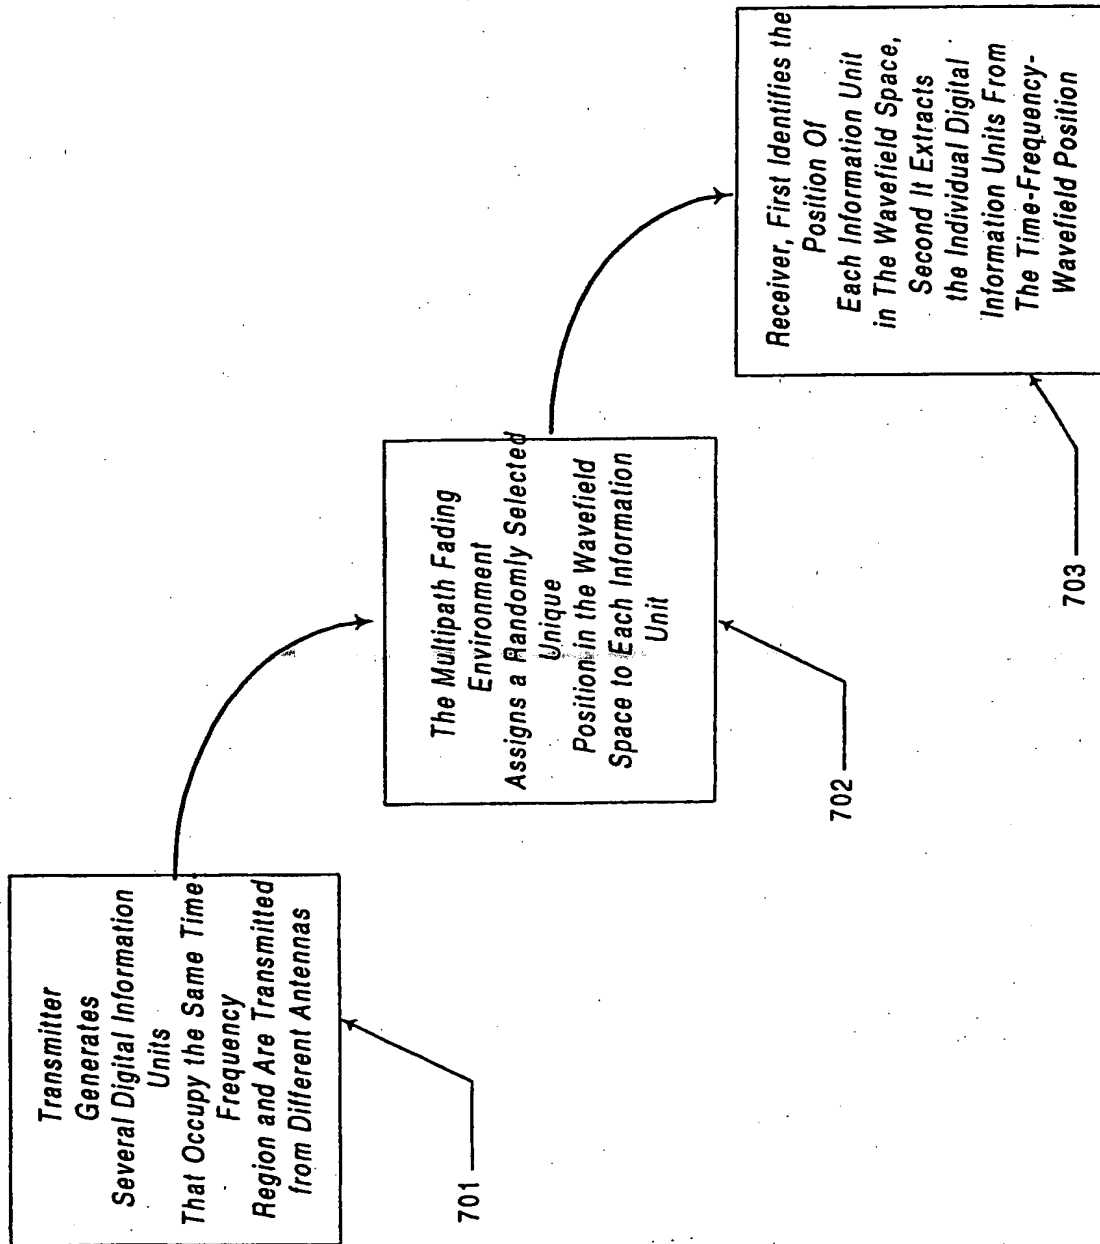 Transmitter
Generates
Several Digital Information
Units
That Occupy the Same Time-
Frequency
Region and Are Transmitted
from Different Antennas
701
The Multipath Fading
Environment
Assigns a Randomly Selected
Unique
Position in the Wavefield
Space to Each Information
Unit
702
Receiver, First Identifies the
Position Of
Each Information Unit
in The Wavefield Space,
Second It Extracts
the Individual Digital
Information Units From
The Time-Frequency-
Wavefield Position
703